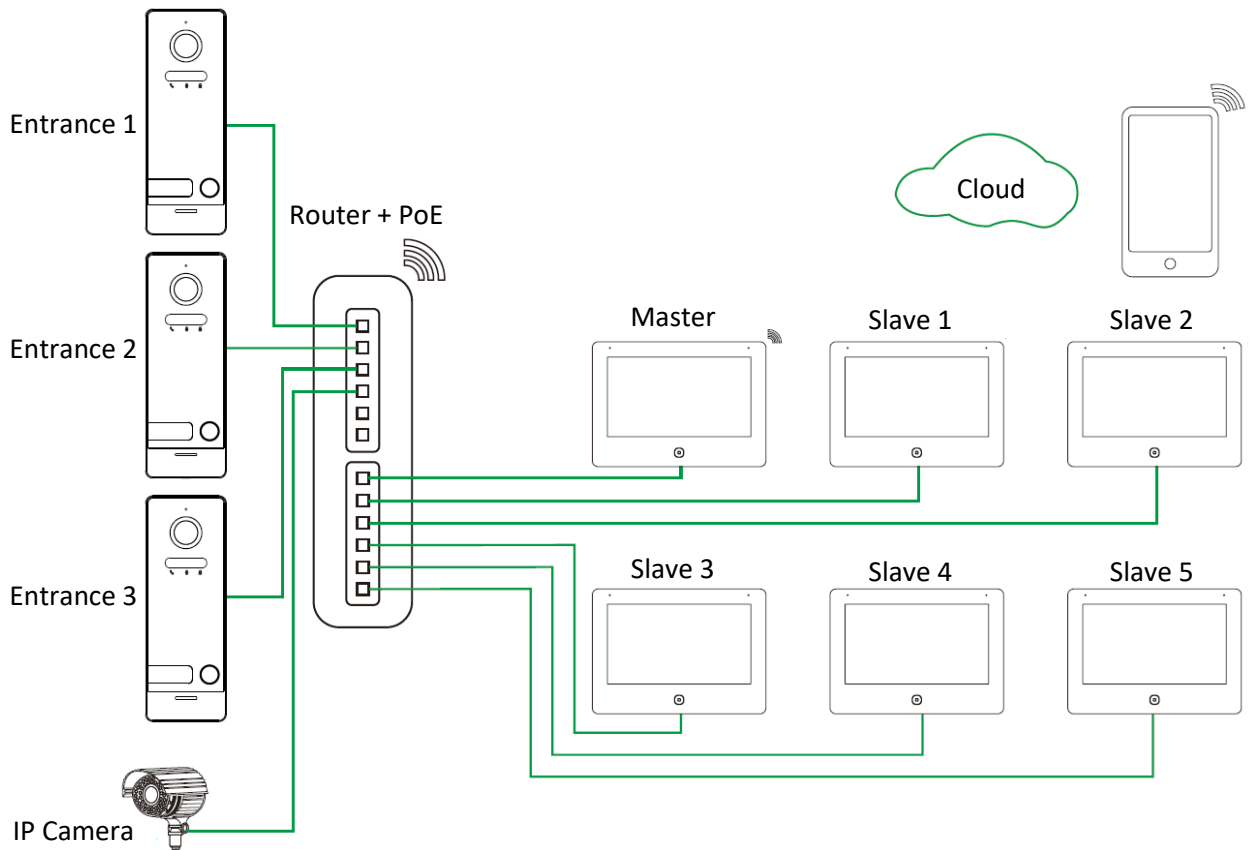 Entrance 1
Router + PoE
Cloud
Entrance 2
Master
Slave 1
Slave 2
Entrance 3
Slave 3
Slave 4
Slave 5
IP Camera